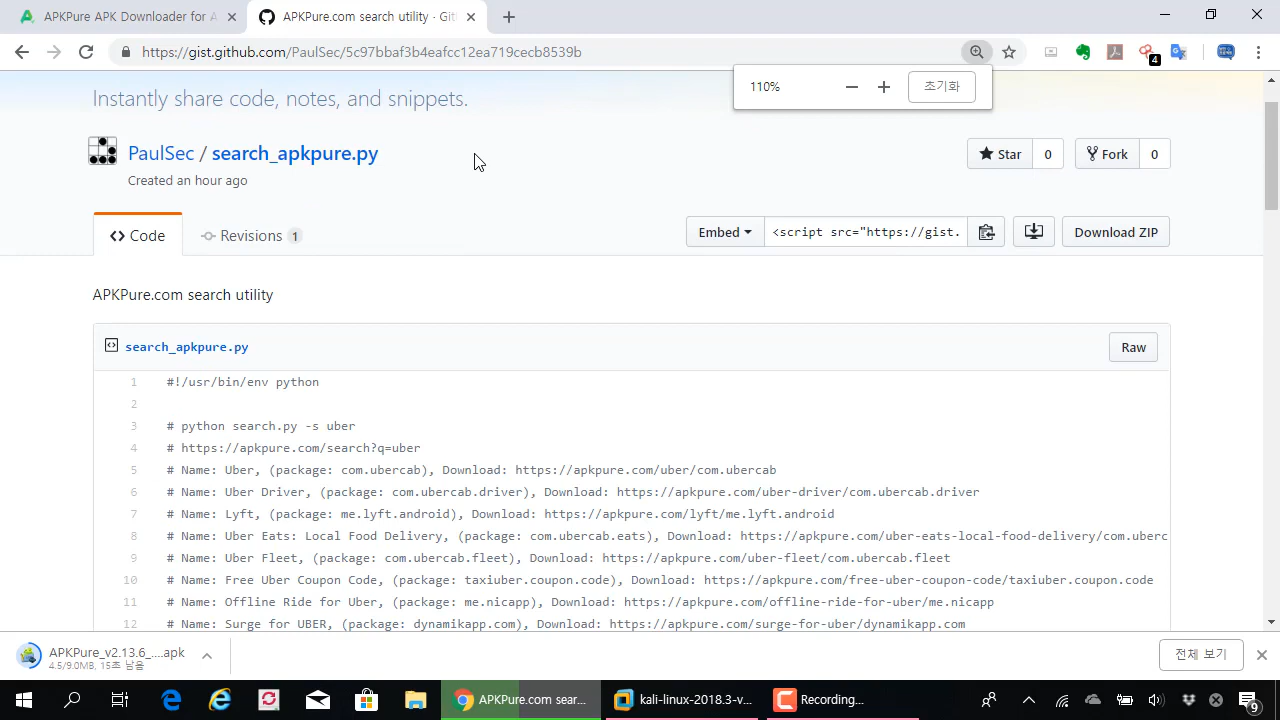 APKPure APK Downloader for A
APKPure.com search utility · Git
https://gist.github.com/PaulSec/5c97bbaf3b4eafcc12ea719cecb8539b
4
110%
초기화
Instantly share code, notes, and snippets.
PaulSec / search_apkpure.py
Created an hour ago
Star 0
Fork 0
Code
Revisions 1
Embed
<script src="https://gist.
Download ZIP
APKPure.com search utility
search_apkpure.py
Raw
1 #!/usr/bin/env python
2
3 # python search.py -s uber
4 # https://apkpure.com/search?q=uber
5 # Name: Uber, (package: com.ubercab), Download: https://apkpure.com/uber/com.ubercab
6 # Name: Uber Driver, (package: com.ubercab.driver), Download: https://apkpure.com/uber-driver/com.ubercab.driver
7 # Name: Lyft, (package: me.lyft.android), Download: https://apkpure.com/lyft/me.lyft.android
8 # Name: Uber Eats: Local Food Delivery, (package: com.ubercab.eats), Download: https://apkpure.com/uber-eats-local-food-delivery/com.uberc
9 # Name: Uber Fleet, (package: com.ubercab.fleet), Download: https://apkpure.com/uber-fleet/com.ubercab.fleet
10 # Name: Free Uber Coupon Code, (package: taxiuber.coupon.code), Download: https://apkpure.com/free-uber-coupon-code/taxiuber.coupon.code
11 # Name: Offline Ride for Uber, (package: me.nicapp), Download: https://apkpure.com/offline-ride-for-uber/me.nicapp
12 # Name: Surge for UBER, (package: dynamikapp.com), Download: https://apkpure.com/surge-for-uber/dynamikapp.com
APKPure_v2.13.6_....apk
4.5/9.0MB, 15초 남음
전체 보기
APKPure.com sear...
kali-linux-2018.3-v...
Recording...
9